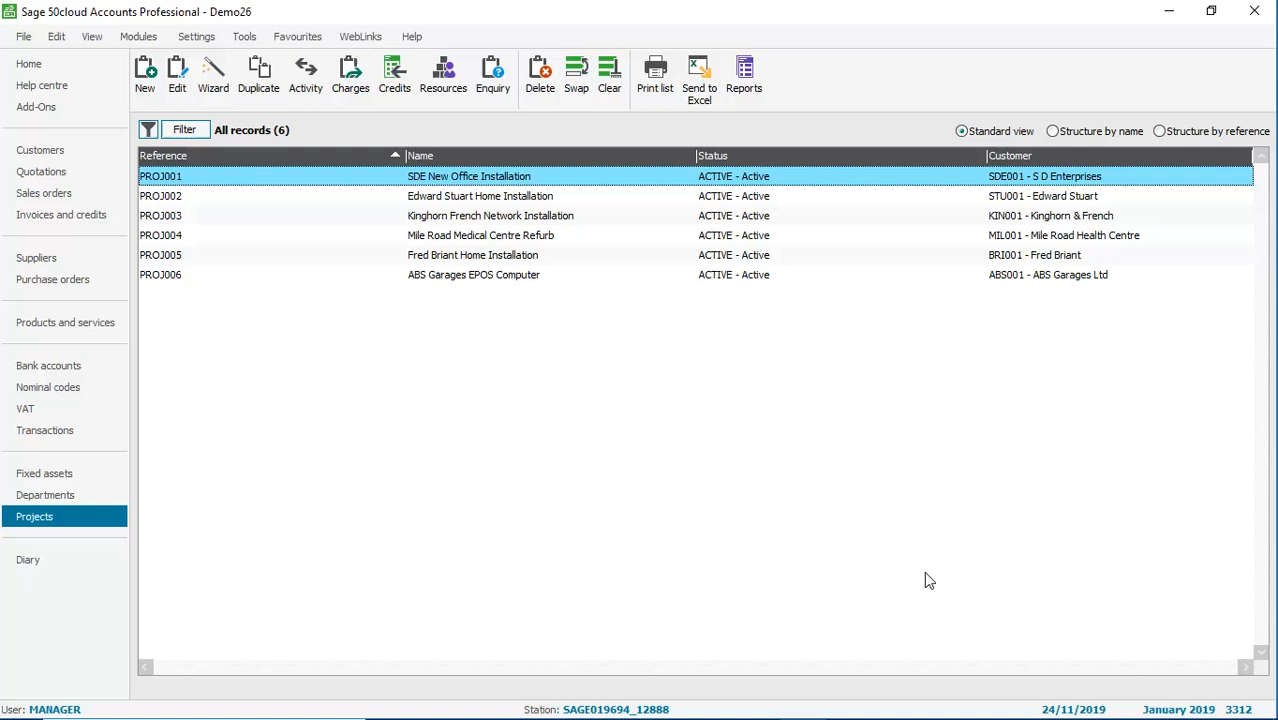 Sage 50cloud Accounts Professional - Demo26
File Edit View Modules Settings Tools Favourites WebLinks Help
Home
Help centre
Add-Ons
Customers
Quotations
Sales orders
Invoices and credits
Suppliers
Purchase orders
Products and services
Bank accounts
Nominal codes
VAT
Transactions
Fixed assets
Departments
Projects
Diary
New Edit Wizard Duplicate Activity Charges Credits Resources Enquiry Delete Swap Clear Print list Send to Excel Reports
Filter All records (6) Standard view Structure by name Structure by reference
Reference Name Status Customer
PROJ001 SDE New Office Installation ACTIVE - Active SDE001 - S D Enterprises
PROJ002 Edward Stuart Home Installation ACTIVE - Active STU001 - Edward Stuart
PROJ003 Kinghorn French Network Installation ACTIVE - Active KIN001 - Kinghorn & French
PROJ004 Mile Road Medical Centre Refurb ACTIVE - Active MIL001 - Mile Road Health Centre
PROJ005 Fred Briant Home Installation ACTIVE - Active BRI001 - Fred Briant
PROJ006 ABS Garages EPOS Computer ACTIVE - Active ABS001 - ABS Garages Ltd
User: MANAGER Station: SAGE019694_12888 24/11/2019 January 2019 3312